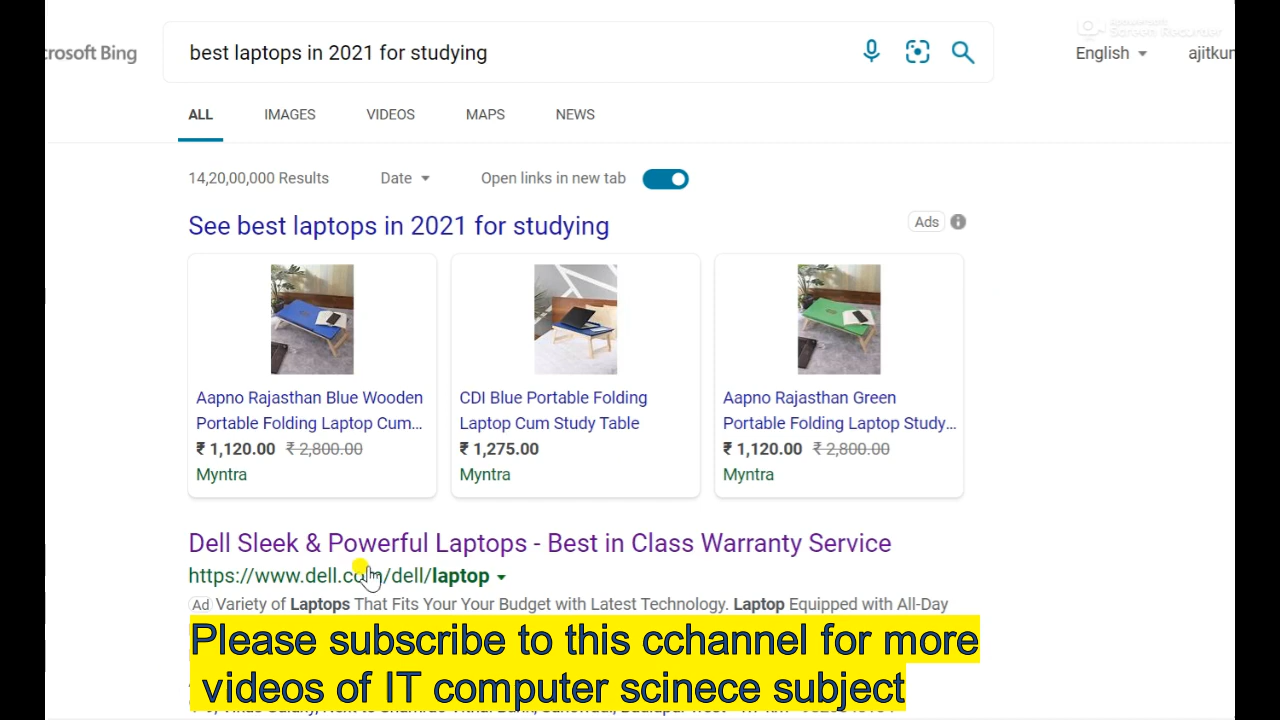 Screen Recorder
crosoft Bing
best laptops in 2021 for studying
English
ajitkun
ALL
IMAGES
VIDEOS
MAPS
NEWS
14,20,00,000 Results
Date
Open links in new tab
See best laptops in 2021 for studying
Ads
Aapno Rajasthan Blue Wooden
Portable Folding Laptop Cum...
₹ 1,120.00 ₹ 2,800.00
Myntra
CDI Blue Portable Folding
Laptop Cum Study Table
₹ 1,275.00
Myntra
Aapno Rajasthan Green
Portable Folding Laptop Study...
₹ 1,120.00 ₹ 2,800.00
Myntra
Dell Sleek & Powerful Laptops - Best in Class Warranty Service
https://www.dell.com/dell/laptop
Ad Variety of Laptops That Fits Your Your Budget with Latest Technology. Laptop Equipped with All-Day
Please subscribe to this cchannel for more
videos of IT computer scinece subject